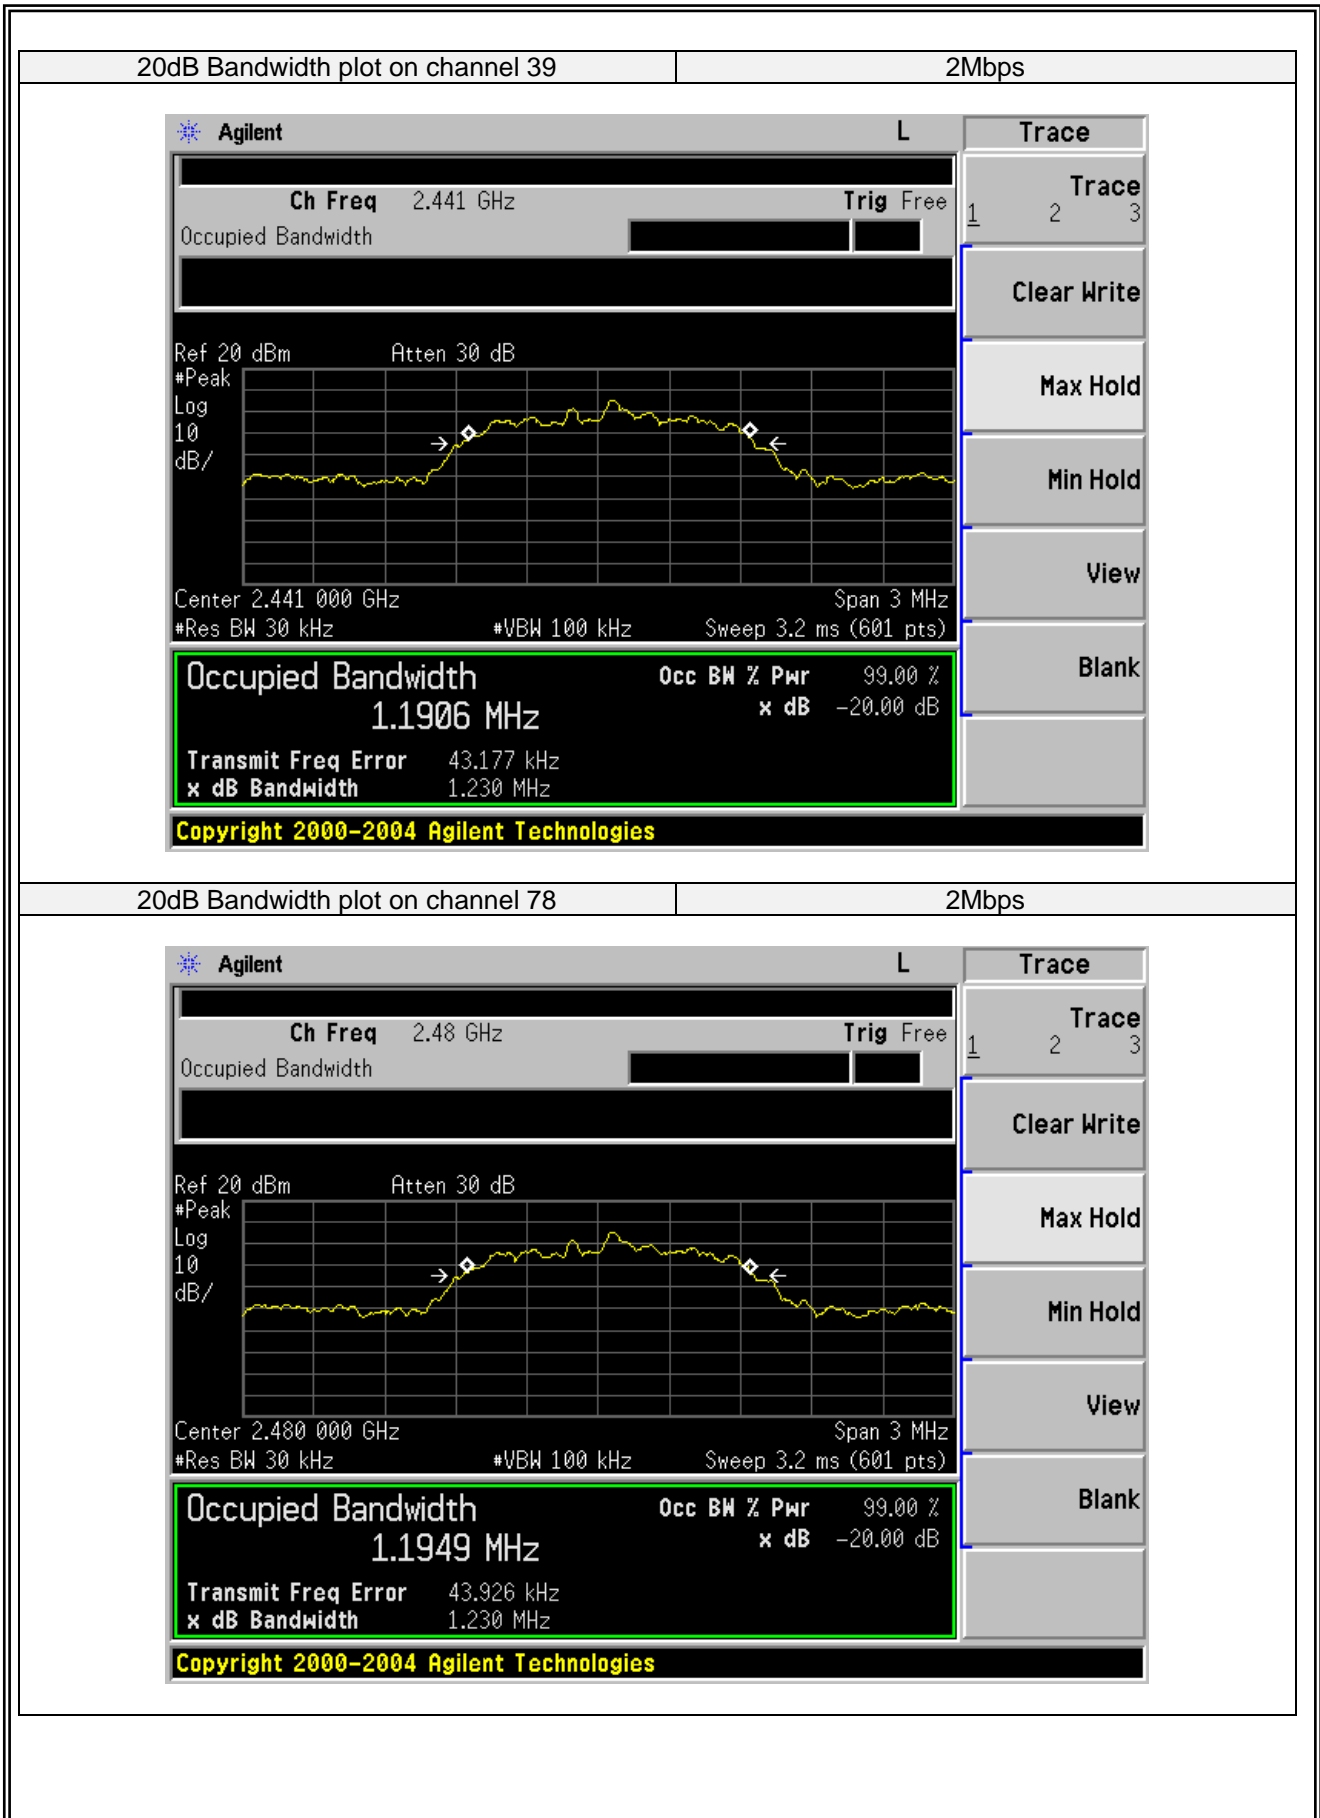 20dB Bandwidth plot on channel 39 2Mbps
Agilent L Trace
Ch Freq 2.441 GHz Trig Free
Occupied Bandwidth
Trace
1 2 3
Clear Write
Ref 20 dBm Atten 30 dB
#Peak
Log
10
dB/
Max Hold
Min Hold
View
Center 2.441 000 GHz Span 3 MHz
#Res BW 30 kHz #VBW 100 kHz Sweep 3.2 ms (601 pts)
Blank
Occupied Bandwidth Occ BW % Pwr 99.00 %
1.1906 MHz x dB -20.00 dB
Transmit Freq Error 43.177 kHz
x dB Bandwidth 1.230 MHz
Copyright 2000-2004 Agilent Technologies
20dB Bandwidth plot on channel 78 2Mbps
Agilent L Trace
Ch Freq 2.48 GHz Trig Free
Occupied Bandwidth
Trace
1 2 3
Clear Write
Ref 20 dBm Atten 30 dB
#Peak
Log
10
dB/
Max Hold
Min Hold
View
Center 2.480 000 GHz Span 3 MHz
#Res BW 30 kHz #VBW 100 kHz Sweep 3.2 ms (601 pts)
Blank
Occupied Bandwidth Occ BW % Pwr 99.00 %
1.1949 MHz x dB -20.00 dB
Transmit Freq Error 43.926 kHz
x dB Bandwidth 1.230 MHz
Copyright 2000-2004 Agilent Technologies